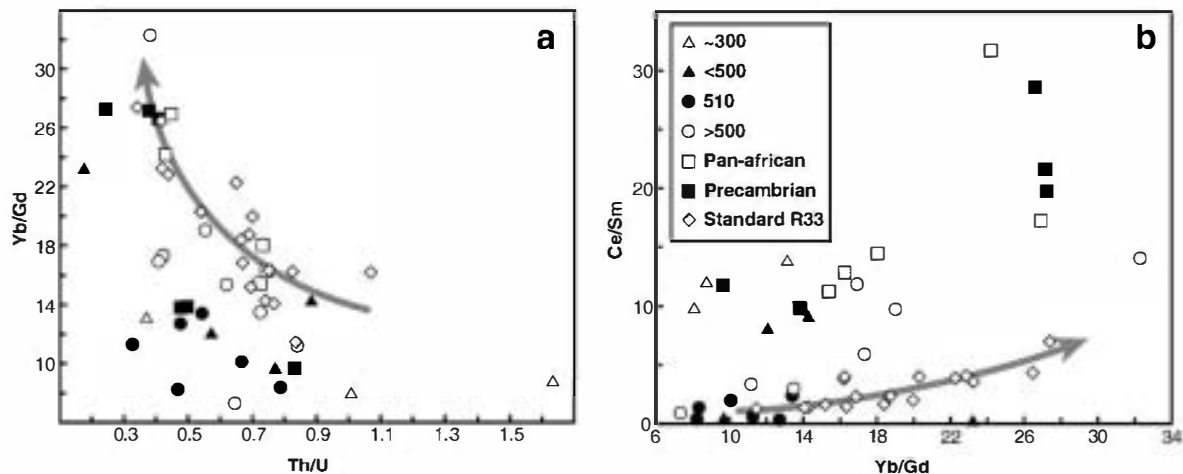 a
30
26
22
18
14
10
Yb/Gd
0.3 0.5 0.7 0.9 1.1 1.3 1.5
Th/U
b
~300
<500
510
>500
Pan-african
Precambrian
Standard R33
30
20
10
0
Ce/Sm
6 10 14 18 22 26 30 34
Yb/Gd